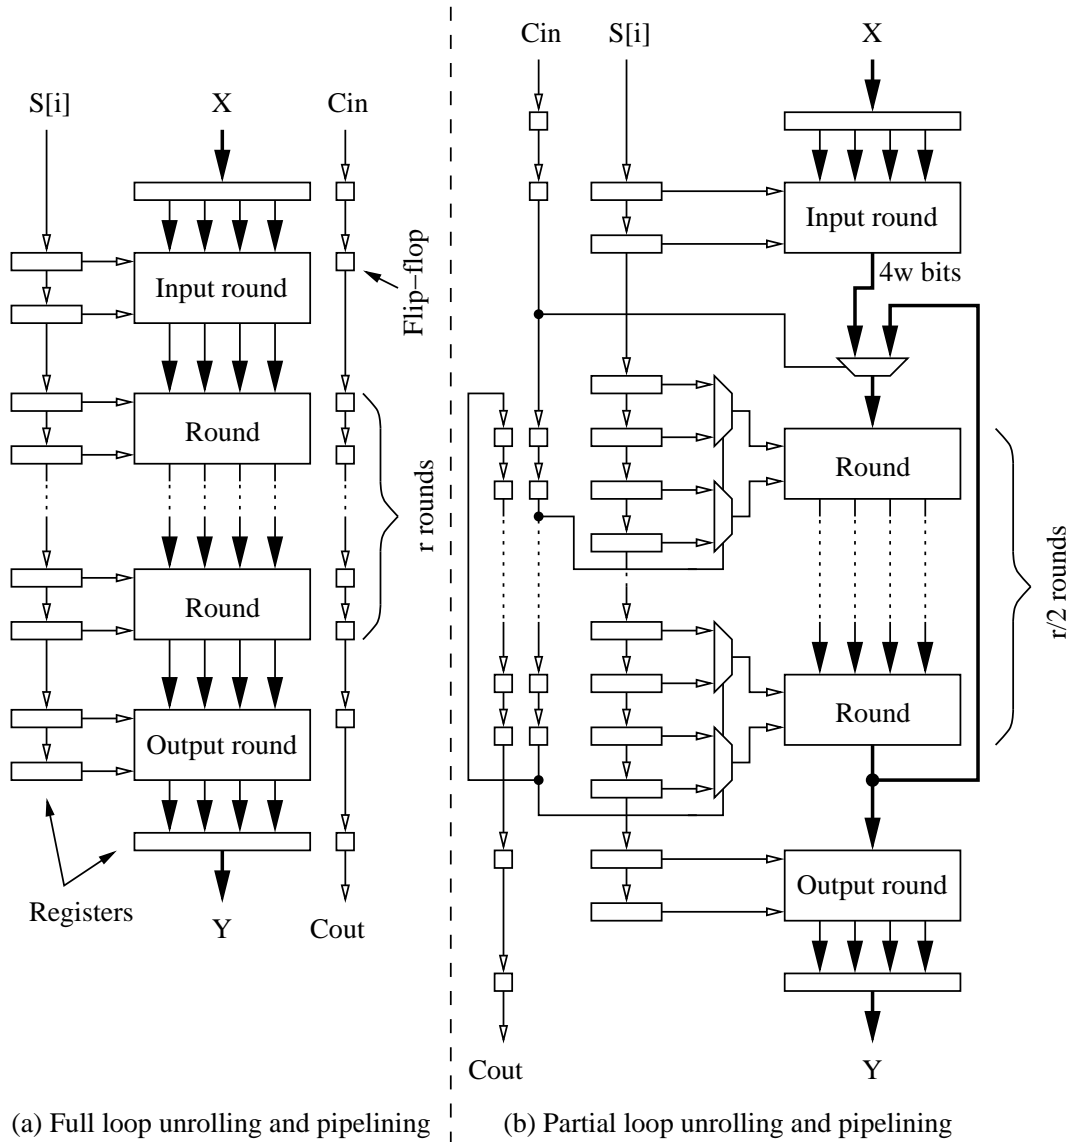 S[i]
X
Cin
Input round
Flip–flop
Round
r rounds
Round
Output round
Registers
Y
Cout
(a) Full loop unrolling and pipelining
Cin
S[i]
X
Input round
4w bits
Round
r/2 rounds
Round
Output round
Cout
Y
(b) Partial loop unrolling and pipelining